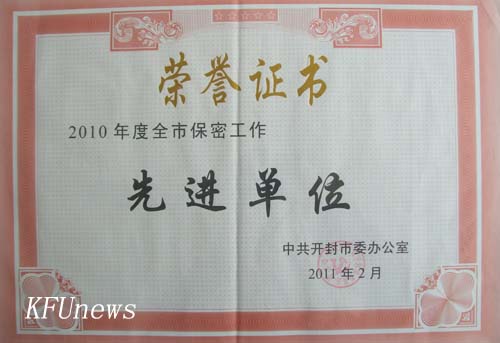 荣誉证书
2010年度全市保密工作
先进单位
中共开封市委办公室
2011年2月
KFUnews